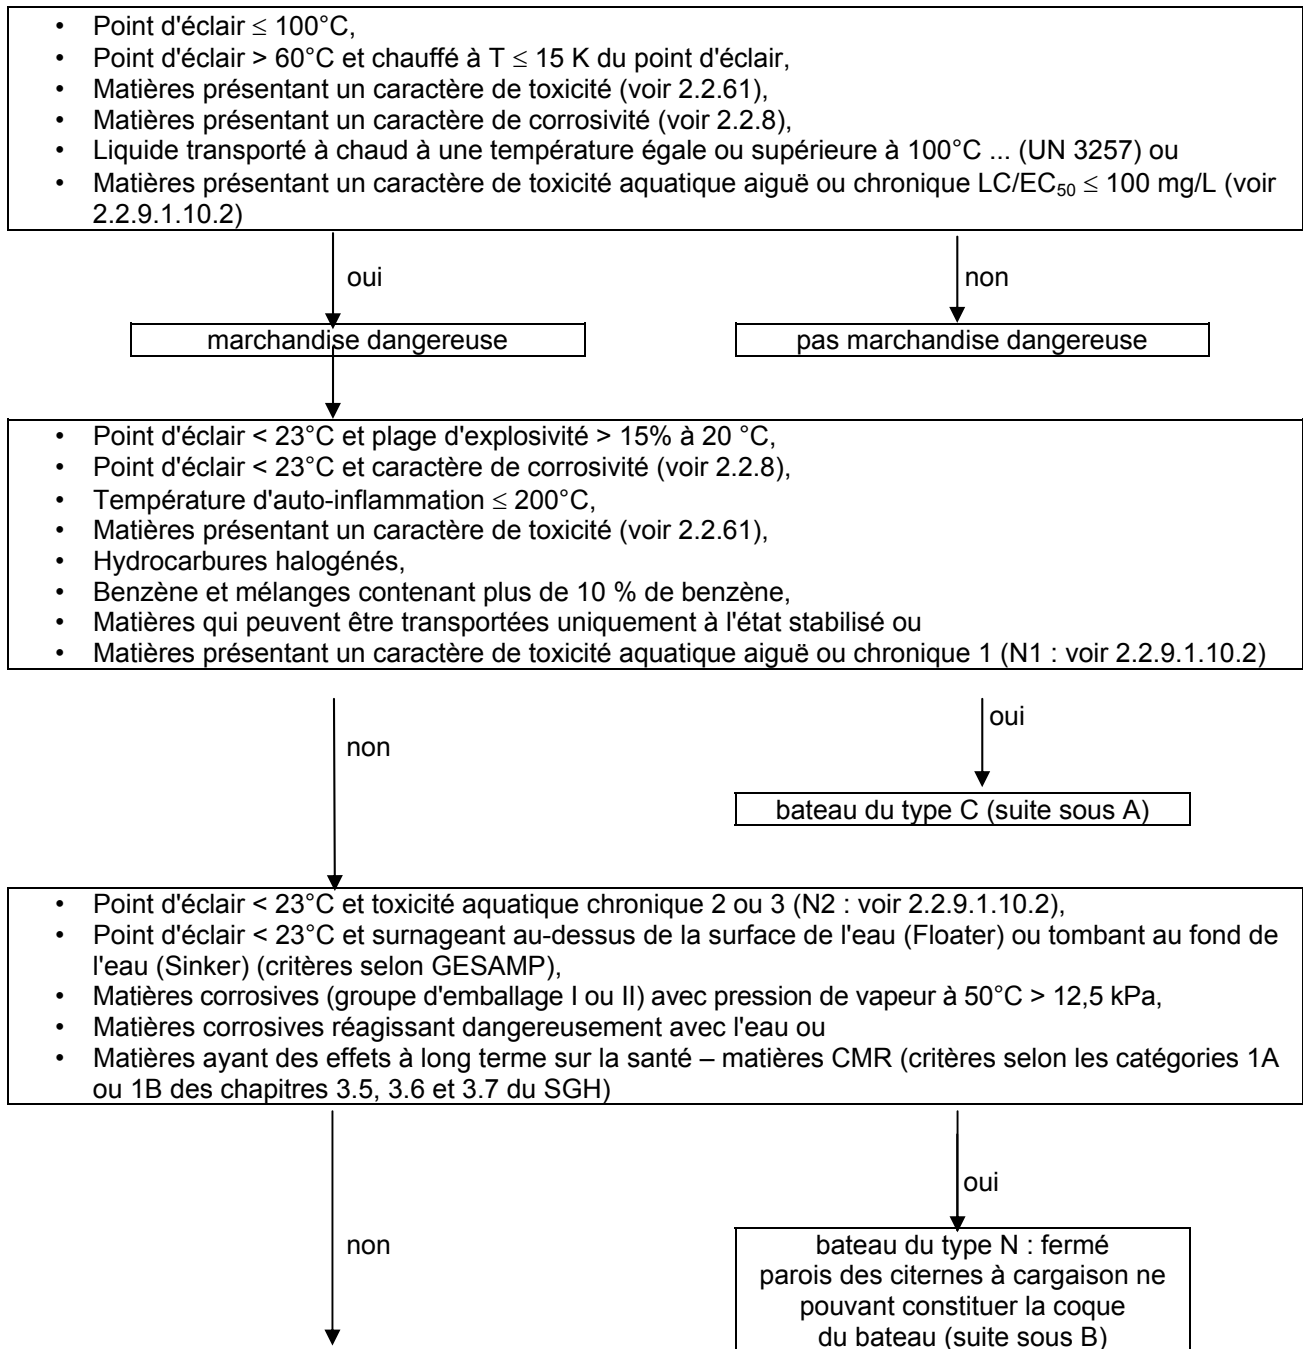 • Point d'éclair ≤ 100°C,
• Point d'éclair > 60°C et chauffé à T ≤ 15 K du point d'éclair,
• Matières présentant un caractère de toxicité (voir 2.2.61),
• Matières présentant un caractère de corrosivité (voir 2.2.8),
• Liquide transporté à chaud à une température égale ou supérieure à 100°C ... (UN 3257) ou
• Matières présentant un caractère de toxicité aquatique aiguë ou chronique LC/EC50 ≤ 100 mg/L (voir
2.2.9.1.10.2)
oui
non
marchandise dangereuse
pas marchandise dangereuse
• Point d'éclair < 23°C et plage d'explosivité > 15% à 20 °C,
• Point d'éclair < 23°C et caractère de corrosivité (voir 2.2.8),
• Température d'auto-inflammation ≤ 200°C,
• Matières présentant un caractère de toxicité (voir 2.2.61),
• Hydrocarbures halogénés,
• Benzène et mélanges contenant plus de 10 % de benzène,
• Matières qui peuvent être transportées uniquement à l'état stabilisé ou
• Matières présentant un caractère de toxicité aquatique aiguë ou chronique 1 (N1 : voir 2.2.9.1.10.2)
oui
non
bateau du type C (suite sous A)
• Point d'éclair < 23°C et toxicité aquatique chronique 2 ou 3 (N2 : voir 2.2.9.1.10.2),
• Point d'éclair < 23°C et surnageant au-dessus de la surface de l'eau (Floater) ou tombant au fond de
l'eau (Sinker) (critères selon GESAMP),
• Matières corrosives (groupe d'emballage I ou II) avec pression de vapeur à 50°C > 12,5 kPa,
• Matières corrosives réagissant dangereusement avec l'eau ou
• Matières ayant des effets à long terme sur la santé – matières CMR (critères selon les catégories 1A
ou 1B des chapitres 3.5, 3.6 et 3.7 du SGH)
oui
non
bateau du type N : fermé
parois des citernes à cargaison ne
pouvant constituer la coque
du bateau (suite sous B)